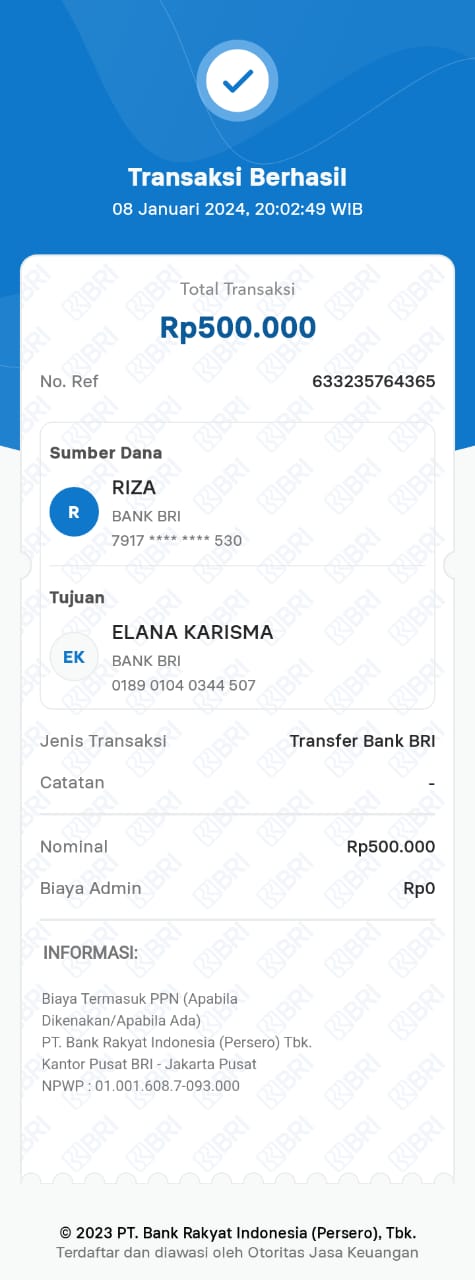 Transaksi Berhasil
08 Januari 2024, 20:02:49 WIB
Total Transaksi
Rp500.000
No. Ref 633235764365
Sumber Dana
R
RIZA
BANK BRI
7917 **** **** 530
Tujuan
EK
ELANA KARISMA
BANK BRI
0189 0104 0344 507
Jenis Transaksi Transfer Bank BRI
Catatan -
Nominal Rp500.000
Biaya Admin Rp0
INFORMASI:
Biaya Termasuk PPN (Apabila
Dikenakan/Apabila Ada)
PT. Bank Rakyat Indonesia (Persero) Tbk.
Kantor Pusat BRI - Jakarta Pusat
NPWP : 01.001.608.7-093.000
© 2023 PT. Bank Rakyat Indonesia (Persero), Tbk.
Terdaftar dan diawasi oleh Otoritas Jasa Keuangan